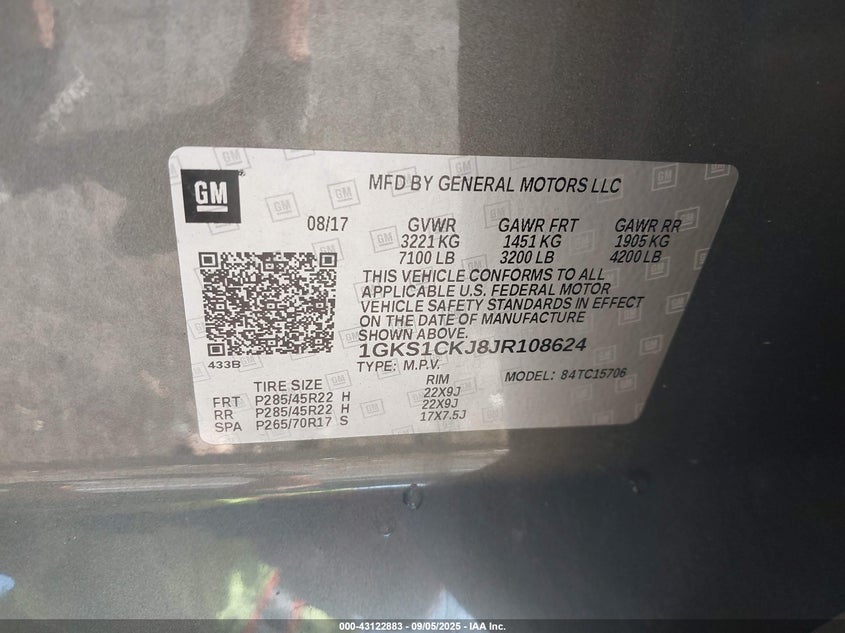 GM
MFD BY GENERAL MOTORS LLC
08/17 GVWR GAWR FRT GAWR RR
3221 KG 1451 KG 1905 KG
7100 LB 3200 LB 4200 LB
THIS VEHICLE CONFORMS TO ALL
APPLICABLE U.S. FEDERAL MOTOR
VEHICLE SAFETY STANDARDS IN EFFECT
ON THE DATE OF MANUFACTURE
SHOWN ABOVE.
433B
1GKS1CKJ8JR108624
TYPE: M.P.V. MODEL: 84TC15706
TIRE SIZE RIM
FRT P285/45R22 H 22X9J
RR P285/45R22 H 22X9J
SPA P265/70R17 S 17X7.5J
000-43122883 - 09/05/2025 - IAA Inc.